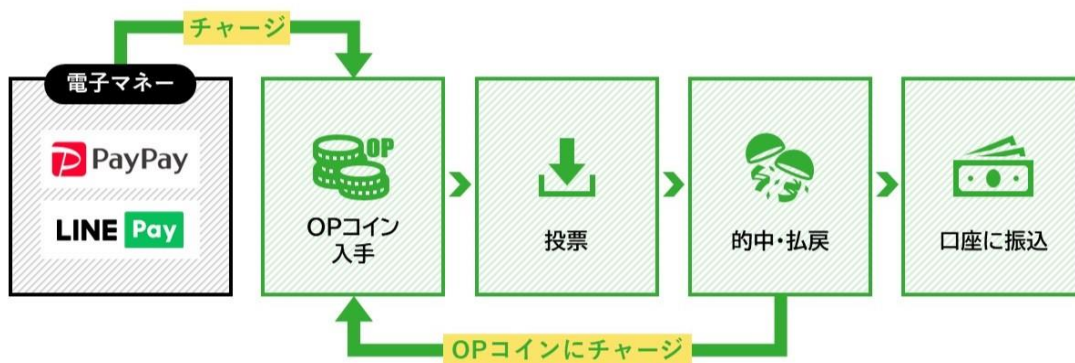 チャージ
電子マネー
PayPay
LINE Pay
OP
OPコイン
入手
投票
的中・払戻
口座に振込
OPコインにチャージ